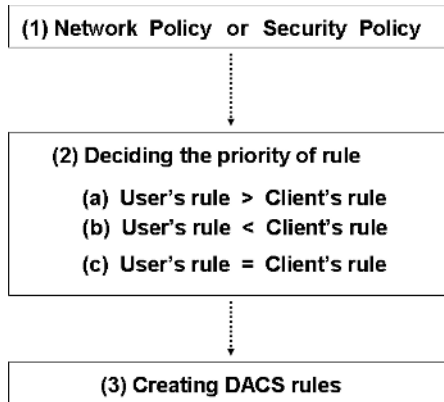 (1) Network Policy or Security Policy
(2) Deciding the priority of rule
(a) User's rule > Client's rule
(b) User's rule < Client's rule
(c) User's rule = Client's rule
(3) Creating DACS rules